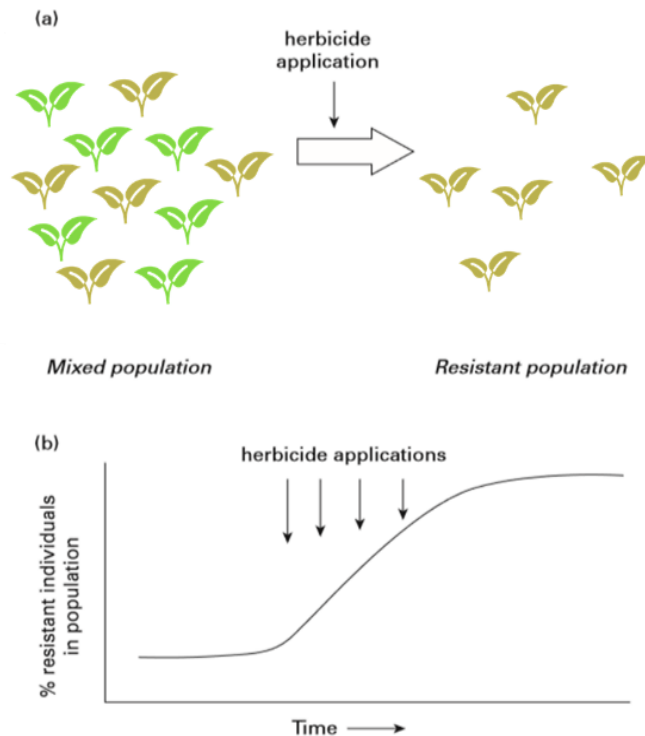 (a)
herbicide
application
Mixed population
Resistant population
(b)
herbicide applications
% resistant individuals
in population
Time